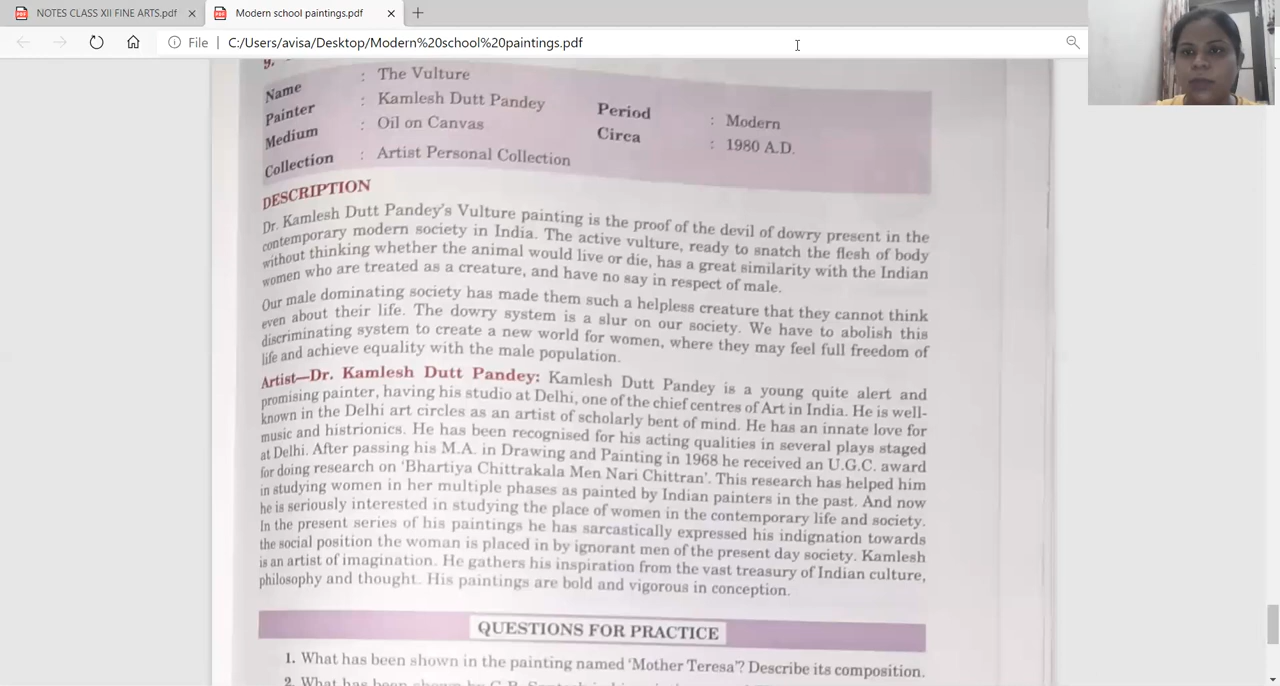 NOTES CLASS XII FINE ARTS.pdf
Modern school paintings.pdf
File
C:/Users/avisa/Desktop/Modern%20school%20paintings.pdf
9.
Name : The Vulture
Painter : Kamlesh Dutt Pandey Period : Modern
Medium : Oil on Canvas Circa : 1980 A.D.
Collection : Artist Personal Collection
DESCRIPTION
Dr. Kamlesh Dutt Pandey's Vulture painting is the proof of the devil of dowry present in the
contemporary modern society in India. The active vulture, ready to snatch the flesh of body
without thinking whether the animal would live or die, has a great similarity with the Indian
women who are treated as a creature, and have no say in respect of male.
Our male dominating society has made them such a helpless creature that they cannot think
even about their life. The dowry system is a slur on our society. We have to abolish this
discriminating system to create a new world for women, where they may feel full freedom of
life and achieve equality with the male population.
Artist—Dr. Kamlesh Dutt Pandey: Kamlesh Dutt Pandey is a young quite alert and
promising painter, having his studio at Delhi, one of the chief centres of Art in India. He is well-
known in the Delhi art circles as an artist of scholarly bent of mind. He has an innate love for
music and histrionics. He has been recognised for his acting qualities in several plays staged
at Delhi. After passing his M.A. in Drawing and Painting in 1968 he received an U.G.C. award
for doing research on 'Bhartiya Chittrakala Men Nari Chittran'. This research has helped him
in studying women in her multiple phases as painted by Indian painters in the past. And now
he is seriously interested in studying the place of women in the contemporary life and society.
In the present series of his paintings he has sarcastically expressed his indignation towards
the social position the woman is placed in by ignorant men of the present day society. Kamlesh
is an artist of imagination. He gathers his inspiration from the vast treasury of Indian culture,
philosophy and thought. His paintings are bold and vigorous in conception.
QUESTIONS FOR PRACTICE
1. What has been shown in the painting named 'Mother Teresa'? Describe its composition.
2. What has been shown